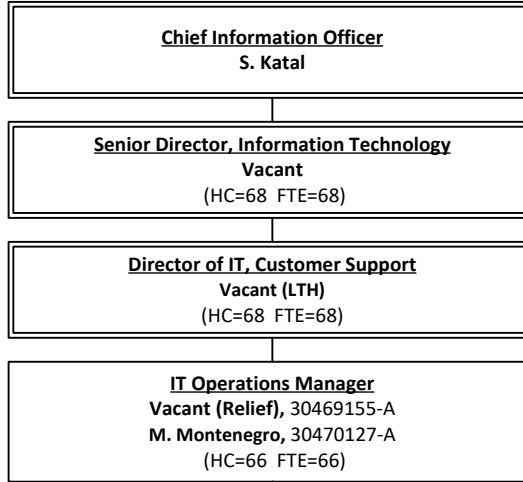 Chief Information Officer
S. Katal
Senior Director, Information Technology
Vacant
(HC=68 FTE=68)
Director of IT, Customer Support
Vacant (LTH)
(HC=68 FTE=68)
IT Operations Manager
Vacant (Relief), 30469155-A
M. Montenegro, 30470127-A
(HC=66 FTE=66)